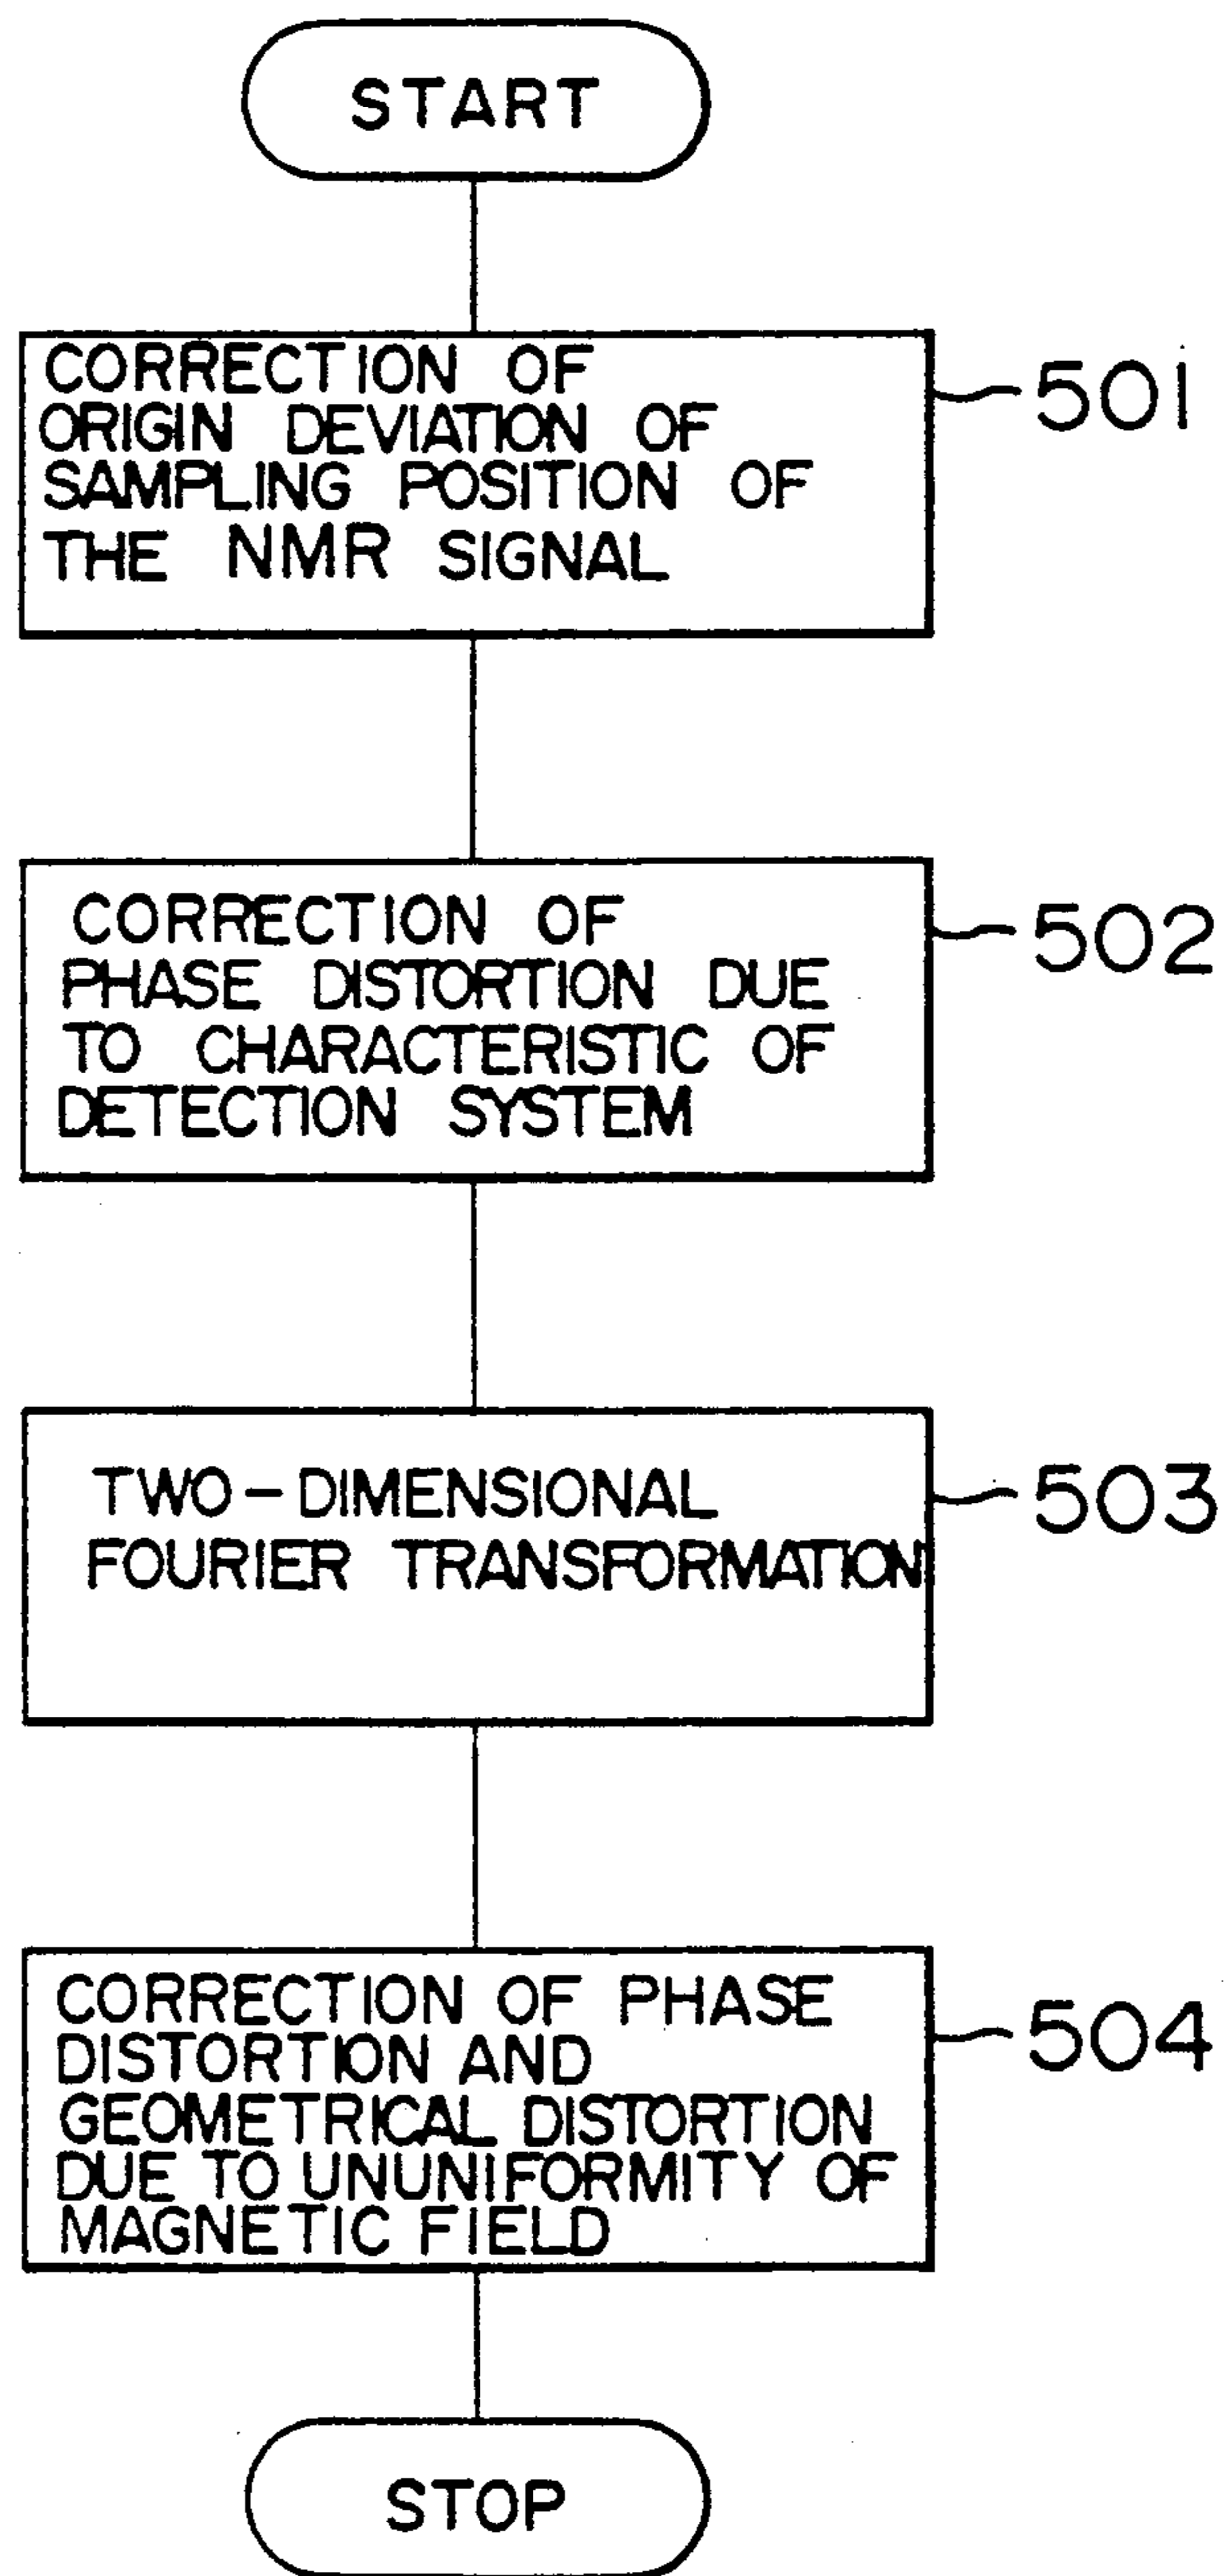 START
CORRECTION OF
ORIGIN DEVIATION OF
SAMPLING POSITION OF
THE NMR SIGNAL
501
CORRECTION OF
PHASE DISTORTION DUE
TO CHARACTERISTIC OF
DETECTION SYSTEM
502
TWO-DIMENSIONAL
FOURIER TRANSFORMATION
503
CORRECTION OF PHASE
DISTORTION AND
GEOMETRICAL DISTORTION
DUE TO UNUNIFORMITY OF
MAGNETIC FIELD
504
STOP